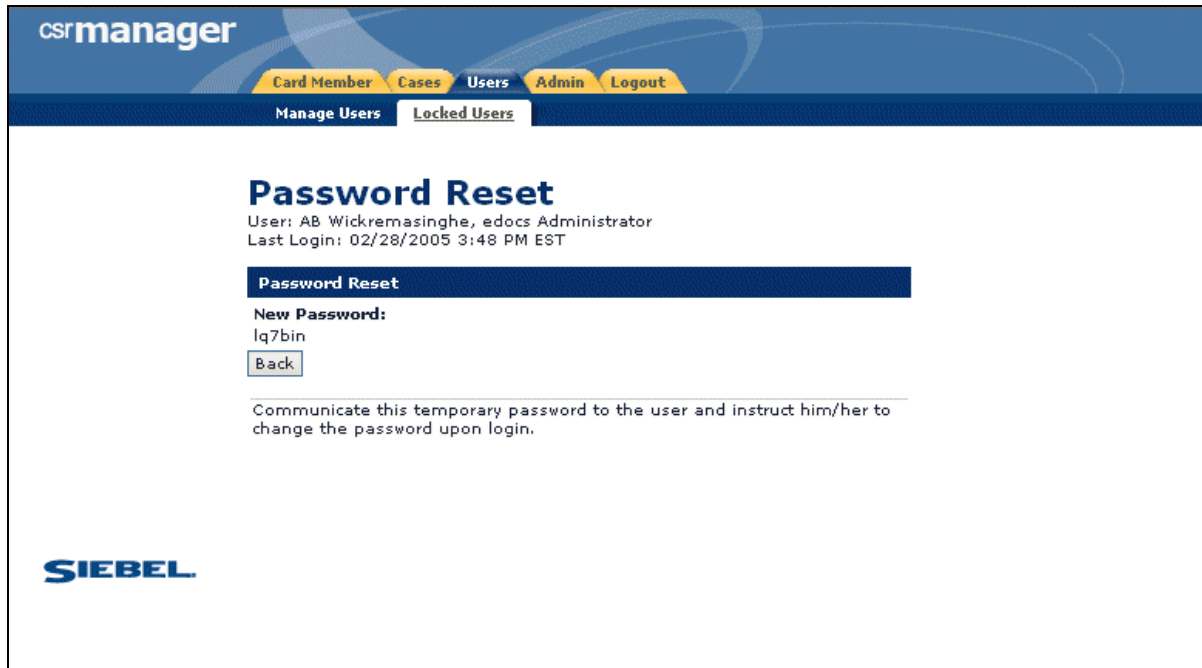 csrmanager
Card Member Cases Users Admin Logout
Manage Users Locked Users
Password Reset
User: AB Wickremasinghe, edocs Administrator
Last Login: 02/28/2005 3:48 PM EST
Password Reset
New Password:
lq7bin
Back
Communicate this temporary password to the user and instruct him/her to
change the password upon login.
SIEBEL.